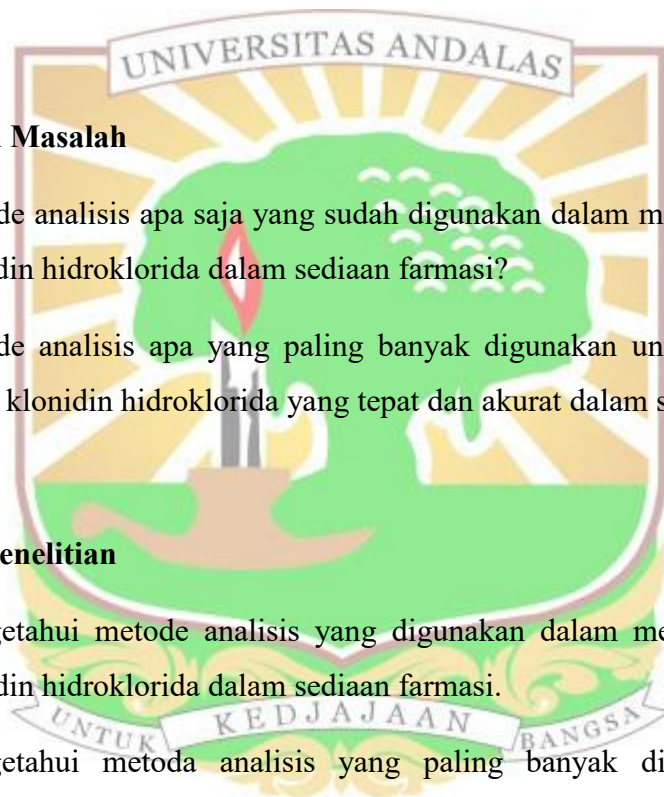 UNIVERSITAS ANDALAS
Masalah
de analisis apa saja yang sudah digunakan dalam m
din hidroklorida dalam sediaan farmasi?
de analisis apa yang paling banyak digunakan un
klonidin hidroklorida yang tepat dan akurat dalam s
enelitian
getahui metode analisis yang digunakan dalam me
din hidroklorida dalam sediaan farmasi.
UNTUK KEDJAJAAN BANGSA
getahui metoda analisis yang paling banyak di